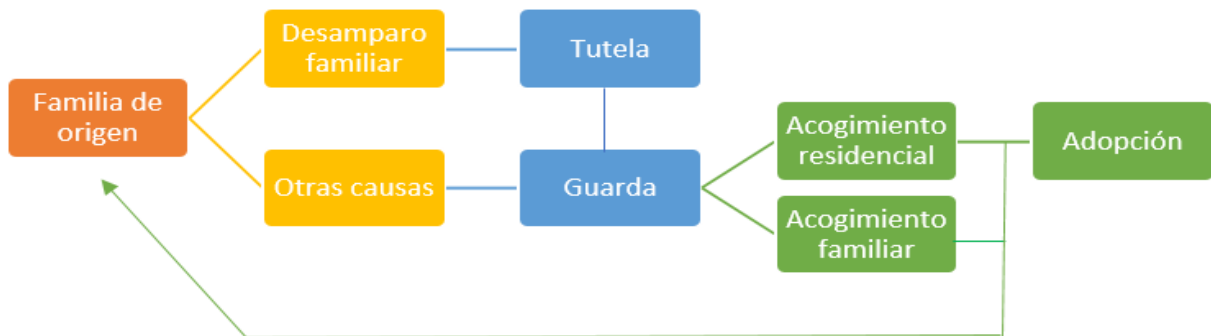 Familia de
origen
Desamparo
familiar
Otras causas
Tutela
Guarda
Acogimiento
residencial
Acogimiento
familiar
Adopción